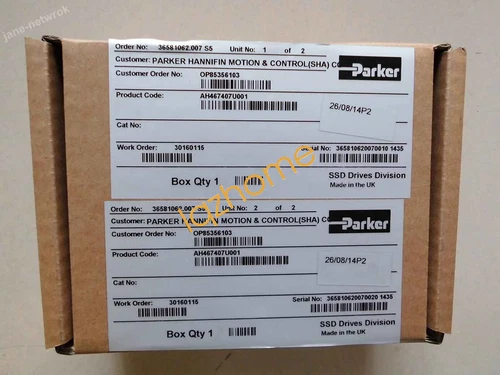 jane-netwrok
Order No: 36581062.007 S5 Unit No: 1 of 2
Customer: PARKER HANNIFIN MOTION & CONTROL(SHA) CO
Customer Order No: OP85356103
Parker
Product Code: AH467407U001
26/08/14P2
Cat No:
Work Order: 30160115
Serial No: 365810620070010 1435
Box Qty 1
SSD Drives Division
Made in the UK
lqzhome
Order No: 36581062.007 S5 Unit No: 2 of 2
Customer: PARKER HANNIFIN MOTION & CONTROL(SHA) CO
Customer Order No: OP85356103
Parker
Product Code: AH467407U001
26/08/14P2
Cat No:
Work Order: 30160115
Serial No: 365810620070020 1435
Box Qty 1
SSD Drives Division
Made in the UK